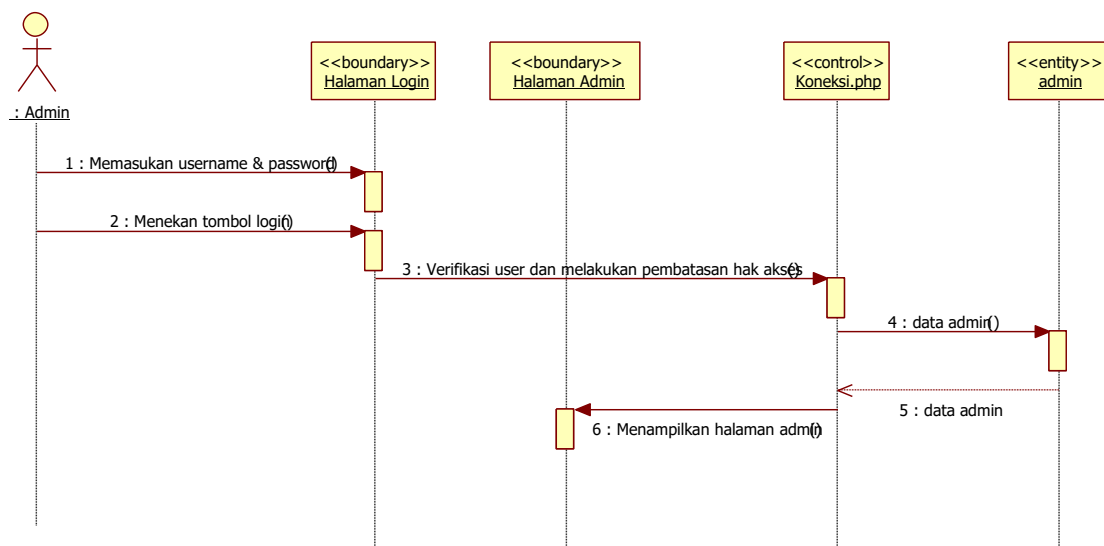 : Admin
<<boundary>>
Halaman Login
<<boundary>>
Halaman Admin
<<control>>
Koneksi.php
<<entity>>
admin
1 : Memasukan username & password()
2 : Menekan tombol login()
3 : Verifikasi user dan melakukan pembatasan hak akses()
4 : data admin()
5 : data admin
6 : Menampilkan halaman admin()